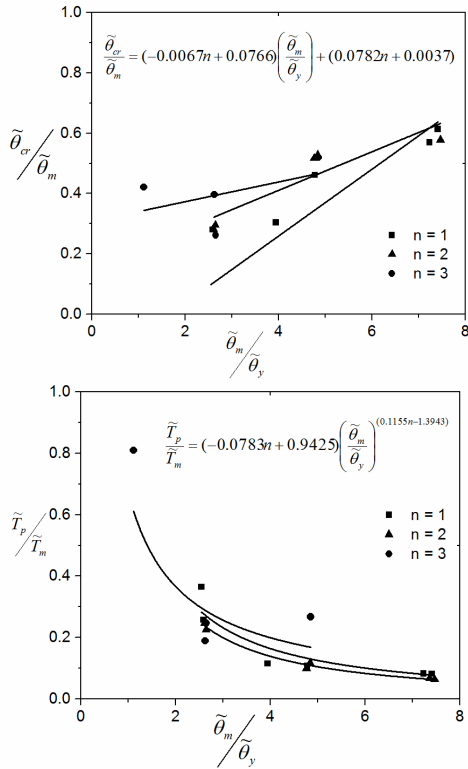 1.0
θ̃cr/θ̃m = (−0.0067n + 0.0766)(θ̃m/θ̃y) + (0.0782n + 0.0037)
0.8
θ̃cr/θ̃m
0.6
0.4
0.2
0.0
n = 1
n = 2
n = 3
0 2 4 6 8
θ̃m/θ̃y
1.0
T̃p/T̃m = (−0.0783n + 0.9425)(θ̃m/θ̃y)^(0.1155n−1.3943)
0.8
T̃p/T̃m
0.6
0.4
0.2
0.0
n = 1
n = 2
n = 3
0 2 4 6 8
θ̃m/θ̃y